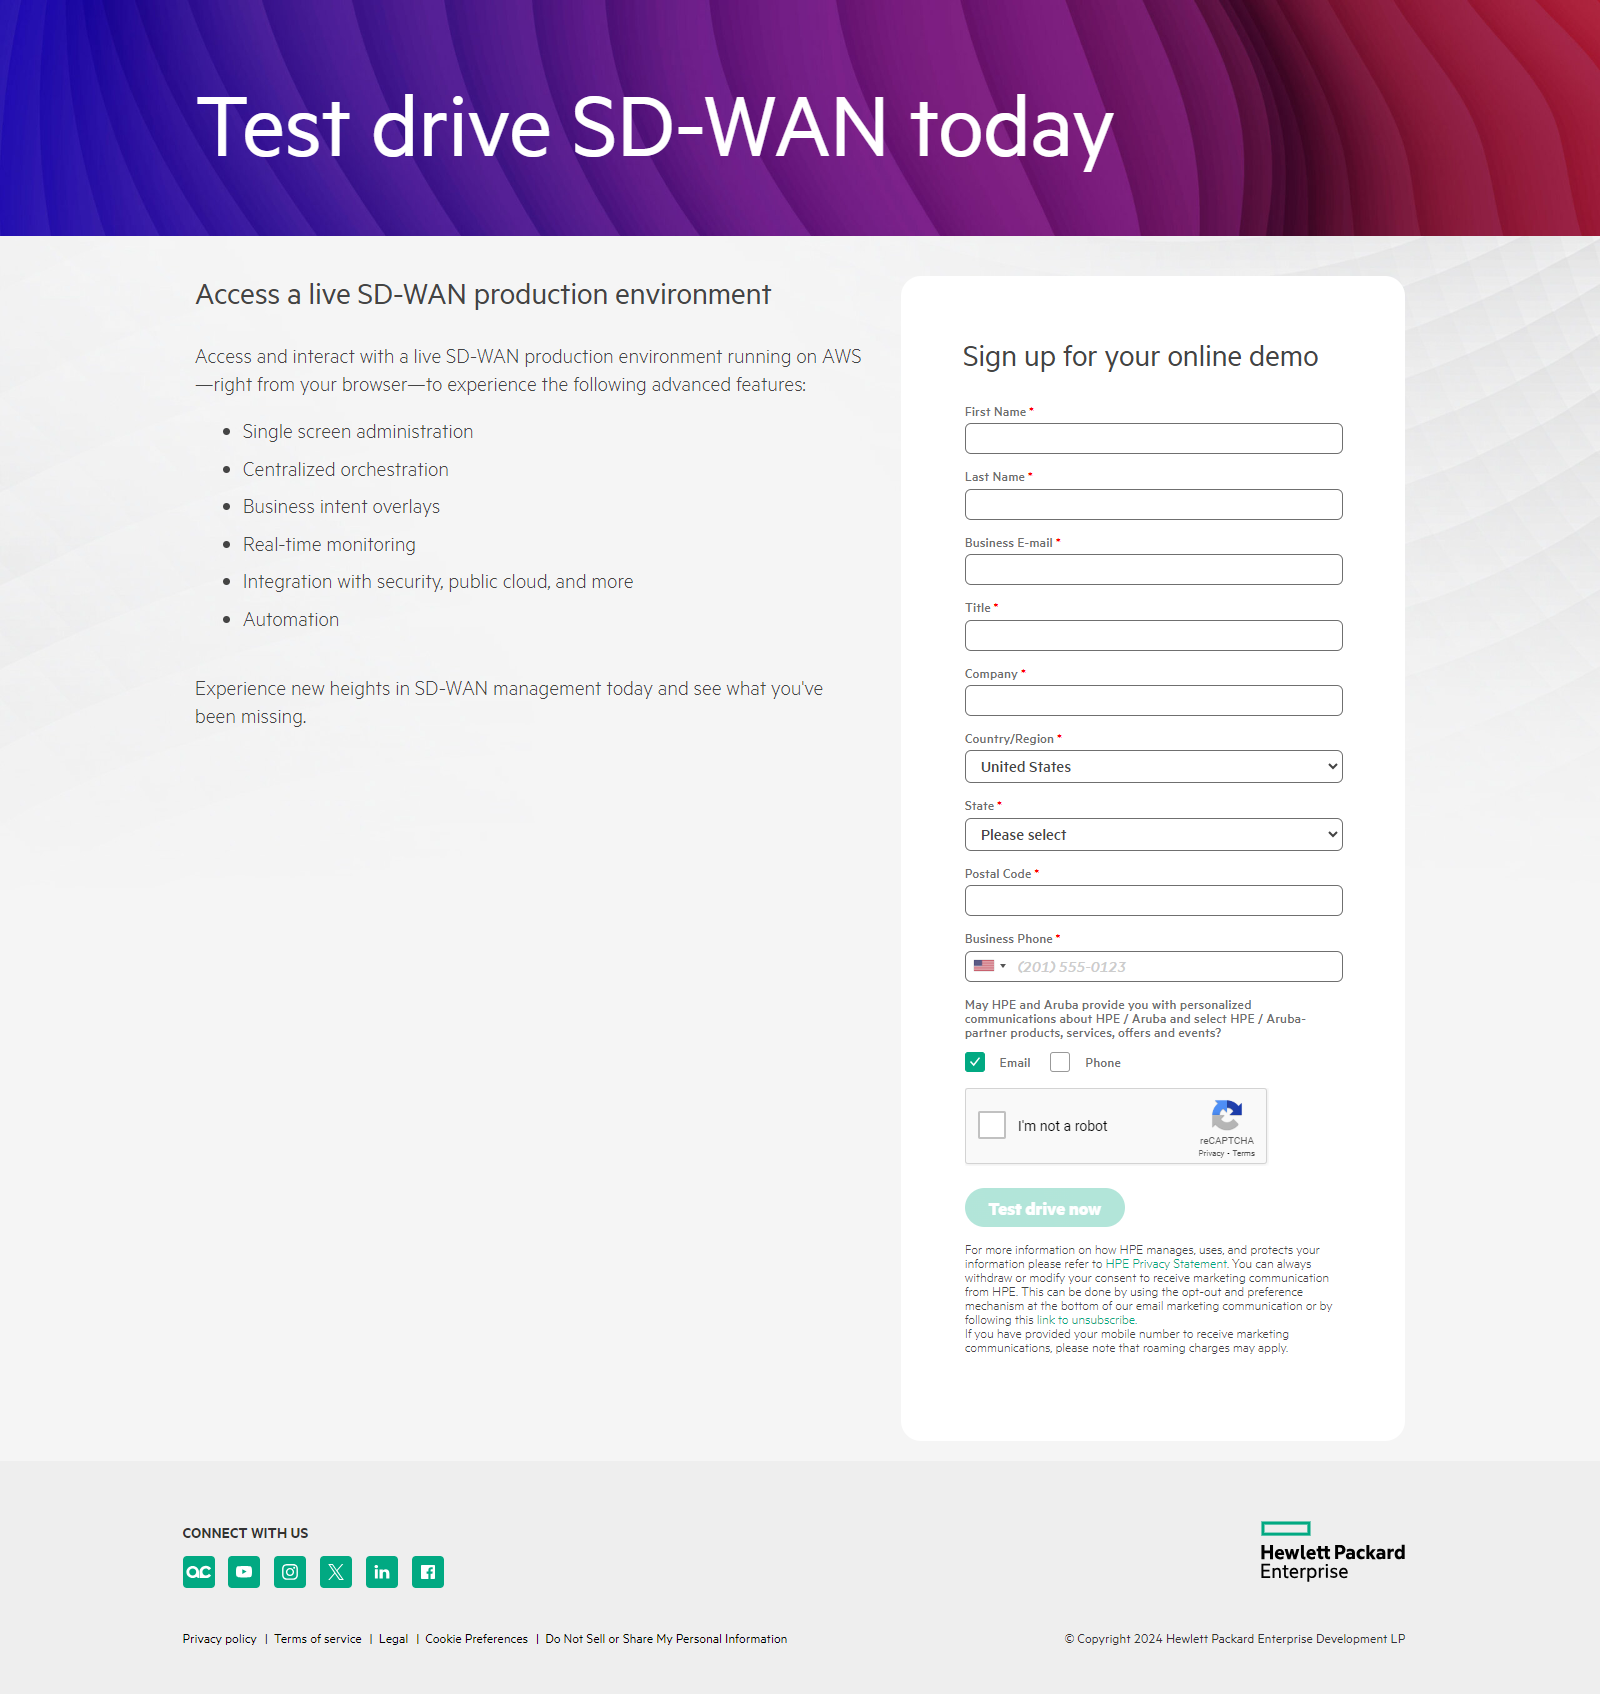 Test drive SD-WAN today
Access a live SD-WAN production environment
Access and interact with a live SD-WAN production environment running on AWS
—right from your browser—to experience the following advanced features:
Single screen administration
Centralized orchestration
Business intent overlays
Real-time monitoring
Integration with security, public cloud, and more
Automation
Experience new heights in SD-WAN management today and see what you've
been missing.
Sign up for your online demo
First Name *
Last Name *
Business E-mail *
Title *
Company *
Country/Region *
United States
State *
Please select
Postal Code *
Business Phone *
(201) 555-0123
May HPE and Aruba provide you with personalized
communications about HPE / Aruba and select HPE / Aruba-
partner products, services, offers and events?
Email Phone
I'm not a robot
reCAPTCHA
Privacy - Terms
Test drive now
For more information on how HPE manages, uses, and protects your
information please refer to HPE Privacy Statement. You can always
withdraw or modify your consent to receive marketing communication
from HPE. This can be done by using the opt-out and preference
mechanism at the bottom of our email marketing communication or by
following this link to unsubscribe.
If you have provided your mobile number to receive marketing
communications, please note that roaming charges may apply.
CONNECT WITH US
Hewlett Packard
Enterprise
Privacy policy | Terms of service | Legal | Cookie Preferences | Do Not Sell or Share My Personal Information
© Copyright 2024 Hewlett Packard Enterprise Development LP